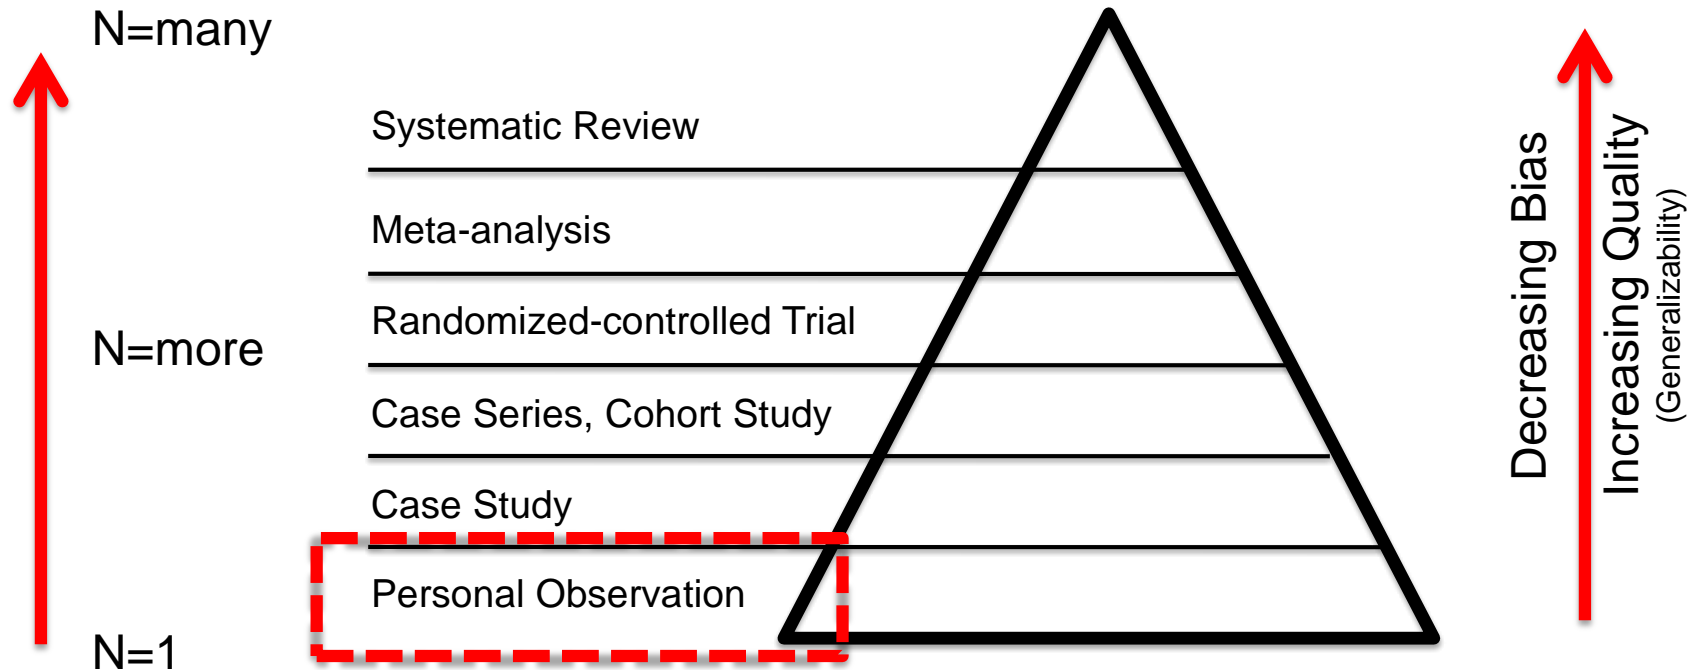 N=many
Systematic Review
Meta-analysis
Randomized-controlled Trial
N=more
Case Series, Cohort Study
Case Study
Personal Observation
N=1
Decreasing Bias
Increasing Quality
(Generalizability)